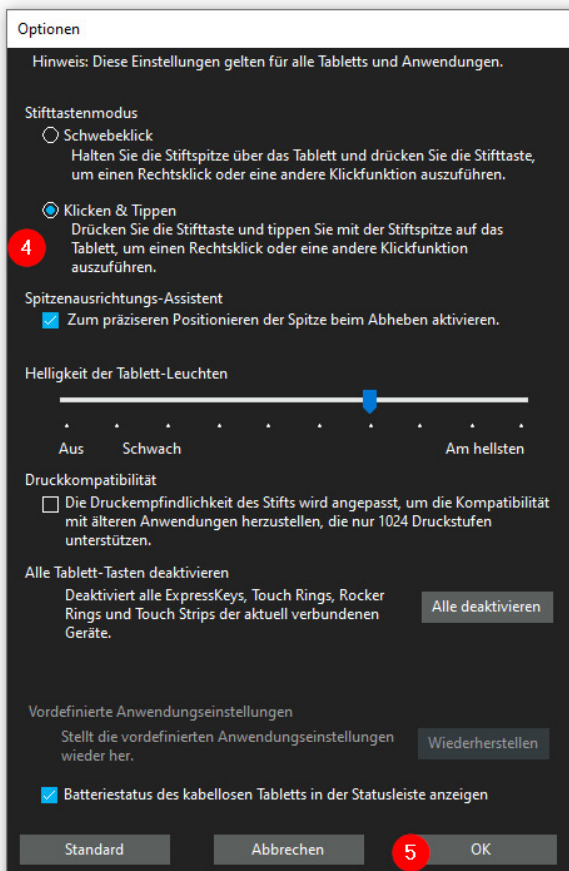 Optionen
Hinweis: Diese Einstellungen gelten für alle Tabletts und Anwendungen.
Stifttastenmodus
Schwebeklick
Halten Sie die Stiftspitze über das Tablett und drücken Sie die Stifttaste,
um einen Rechtsklick oder eine andere Klickfunktion auszuführen.
Klicken & Tippen
Drücken Sie die Stifttaste und tippen Sie mit der Stiftspitze auf das
4 Tablett, um einen Rechtsklick oder eine andere Klickfunktion
auszuführen.
Spitzenausrichtungs-Assistent
Zum präziseren Positionieren der Spitze beim Abheben aktivieren.
Helligkeit der Tablett-Leuchten
Aus Schwach Am hellsten
Druckkompatibilität
Die Druckempfindlichkeit des Stifts wird angepasst, um die Kompatibilität
mit älteren Anwendungen herzustellen, die nur 1024 Druckstufen
unterstützen.
Alle Tablett-Tasten deaktivieren
Deaktiviert alle ExpressKeys, Touch Rings, Rocker
Rings und Touch Strips der aktuell verbundenen
Geräte.
Alle deaktivieren
Vordefinierte Anwendungseinstellungen
Stellt die vordefinierten Anwendungseinstellungen
wieder her.
Wiederherstellen
Batteriestatus des kabellosen Tabletts in der Statusleiste anzeigen
Standard Abbrechen 5 OK